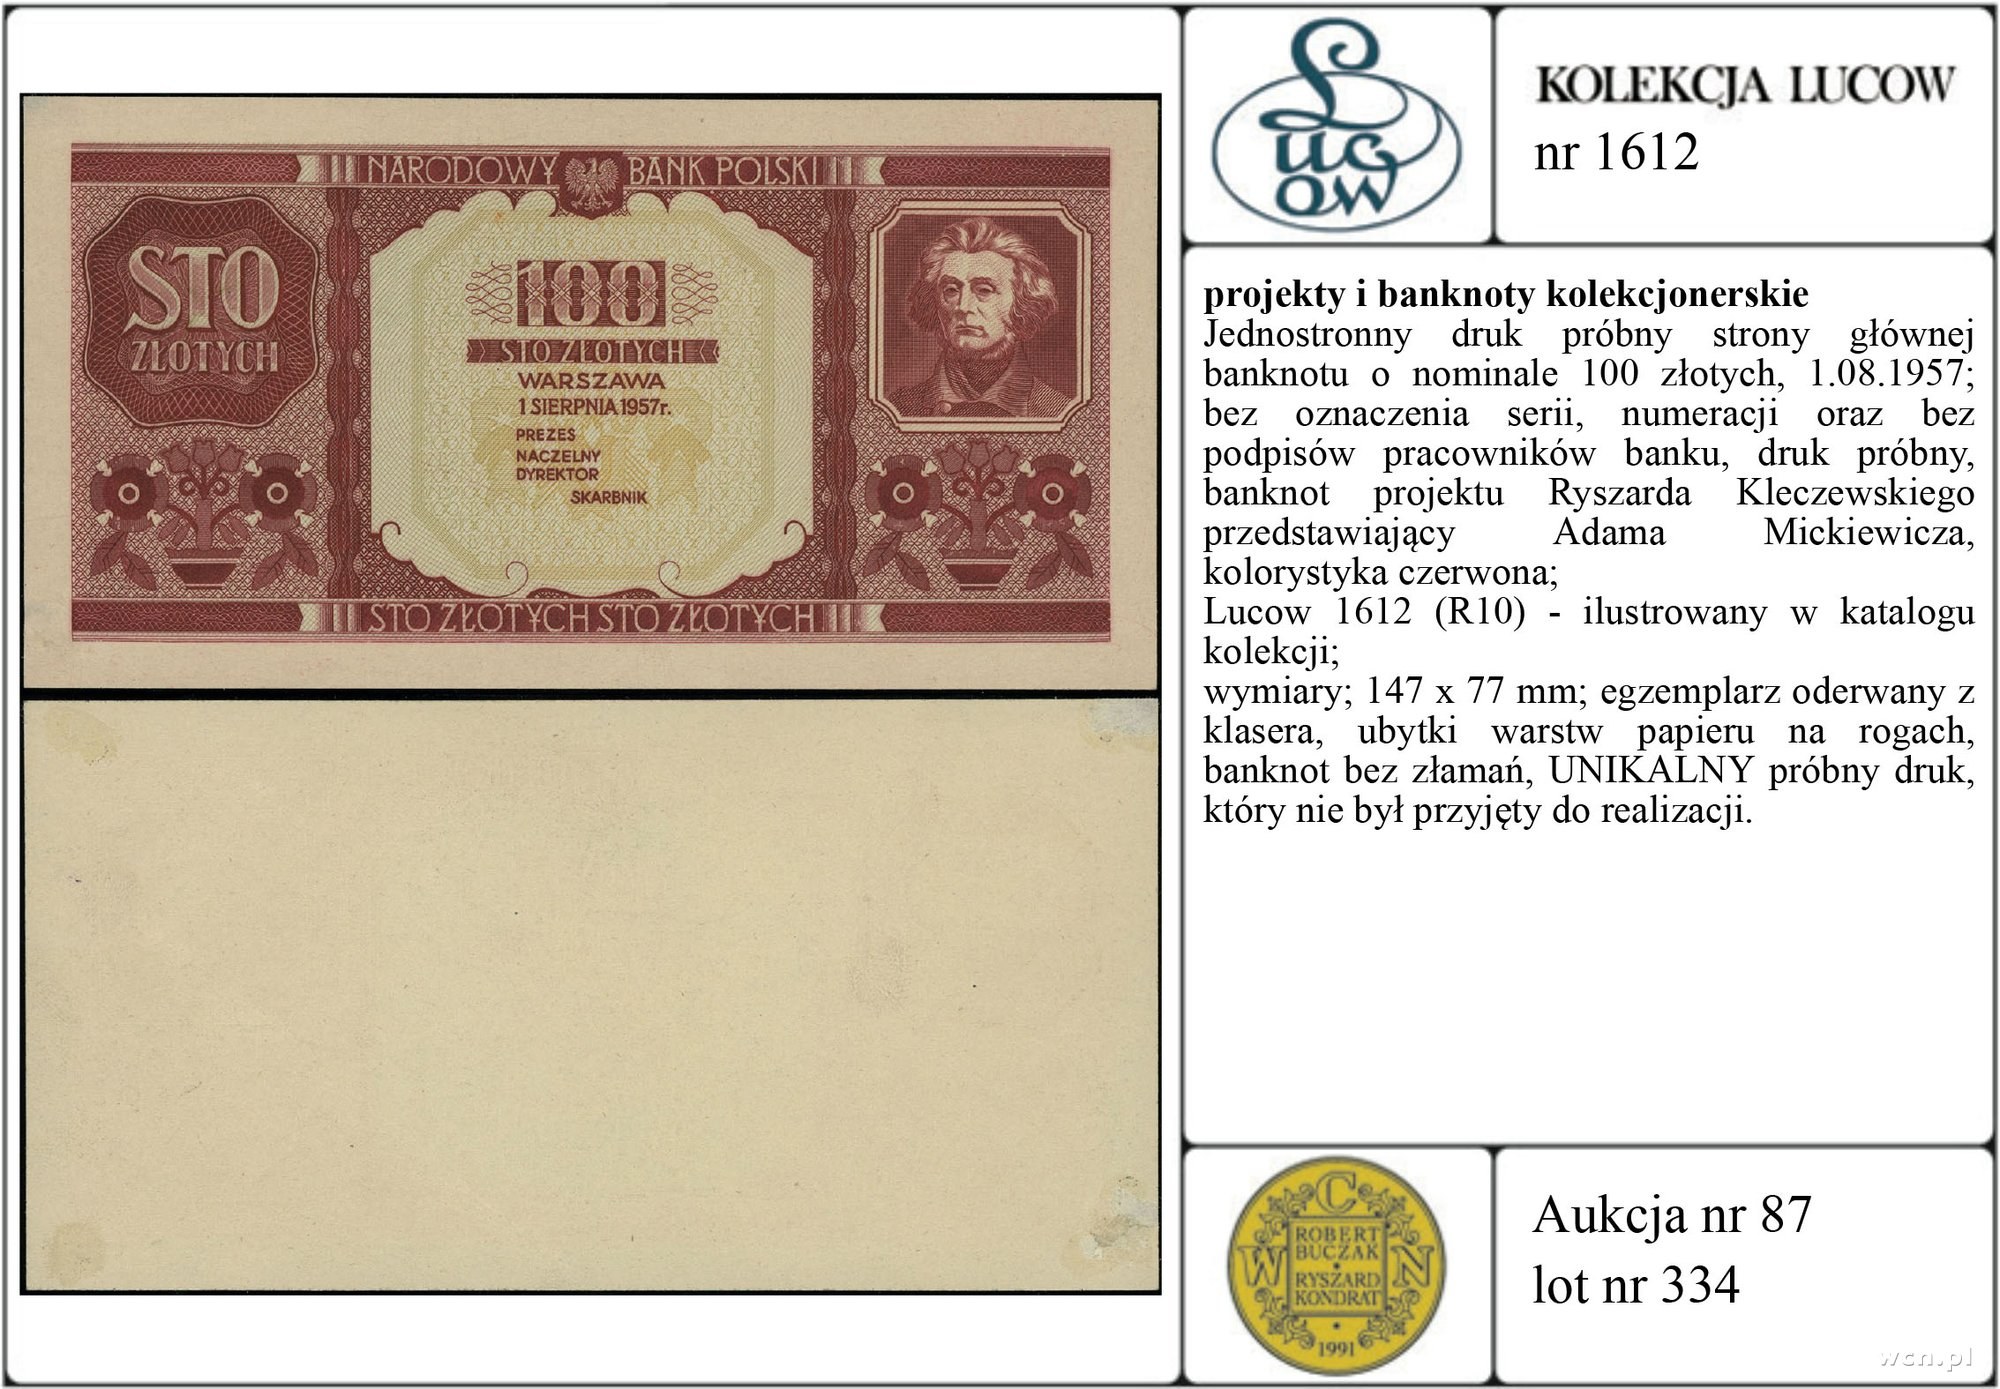 NARODOWY BANK POLSKI
STO
ZŁOTYCH
100
STO ZŁOTYCH
WARSZAWA
1 SIERPNIA 1957 r.
PREZES
NACZELNY
DYREKTOR
SKARBNIK
STO ZŁOTYCH STO ZŁOTYCH
Lucow
KOLEKCJA LUCOW
nr 1612
projekty i banknoty kolekcjonerskie
Jednostronny druk próbny strony głównej
banknotu o nominale 100 złotych, 1.08.1957;
bez oznaczenia serii, numeracji oraz bez
podpisów pracowników banku, druk próbny,
banknot projektu Ryszarda Kleczewskiego
przedstawiający Adama Mickiewicza,
kolorystyka czerwona;
Lucow 1612 (R10) - ilustrowany w katalogu
kolekcji;
wymiary; 147 x 77 mm; egzemplarz oderwany z
klasera, ubytki warstw papieru na rogach,
banknot bez złamań, UNIKALNY próbny druk,
który nie był przyjęty do realizacji.
W C N
ROBERT
BUCZAK
RYSZARD
KONDRAT
1991
Aukcja nr 87
lot nr 334
wcn.pl